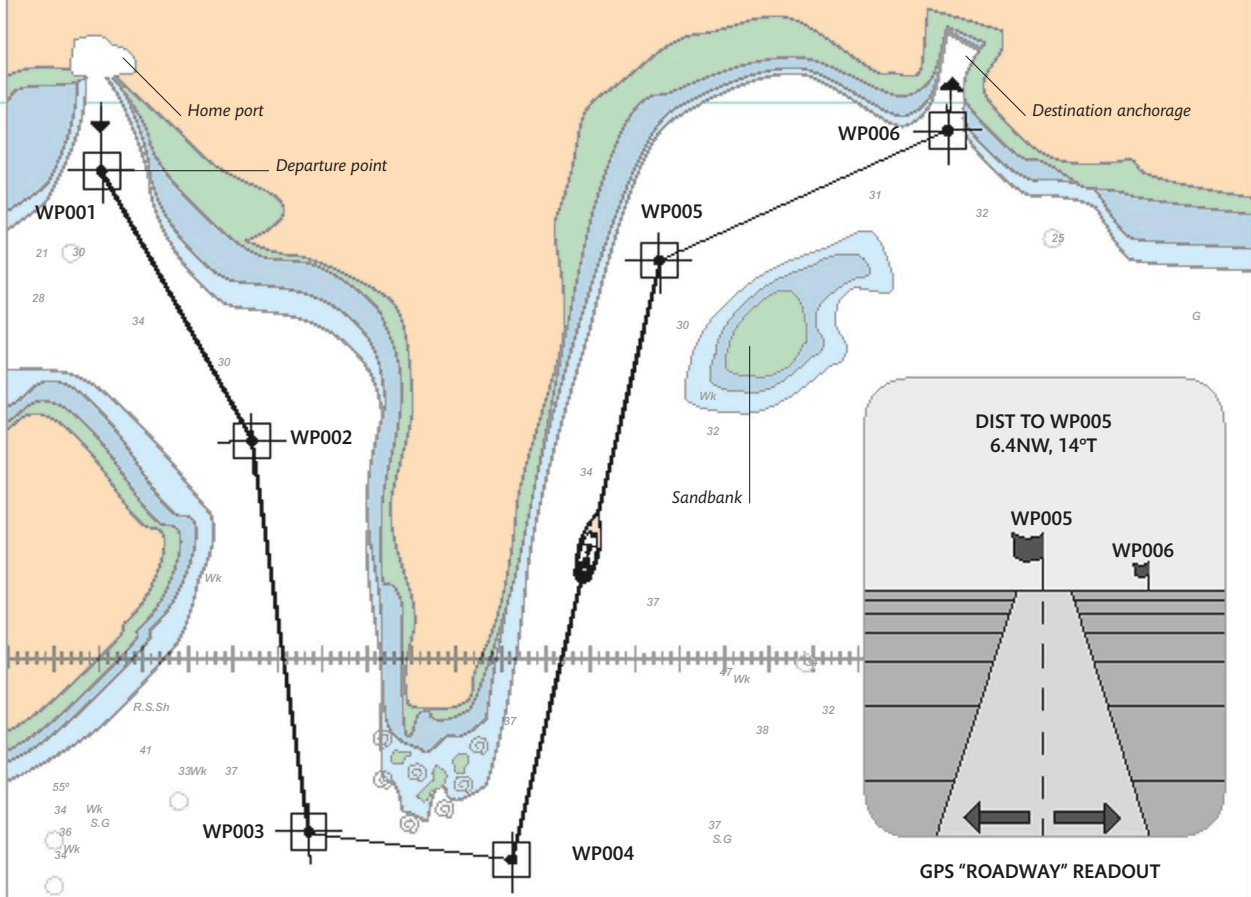 Home port
Destination anchorage
WP006
Departure point
31
WP005
32
WP001
25
21
30
28
G
34
30
30
Wk
DIST TO WP005
6.4NW, 14ºT
32
WP002
34
Sandbank
WP005
WP006
Wk
37
47
Wk
G
R.S.Sh
32
37
38
41
33Wk
37
55º
34
Wk
S.G
36
Wk
34
WP003
37
S.G
WP004
GPS “ROADWAY” READOUT